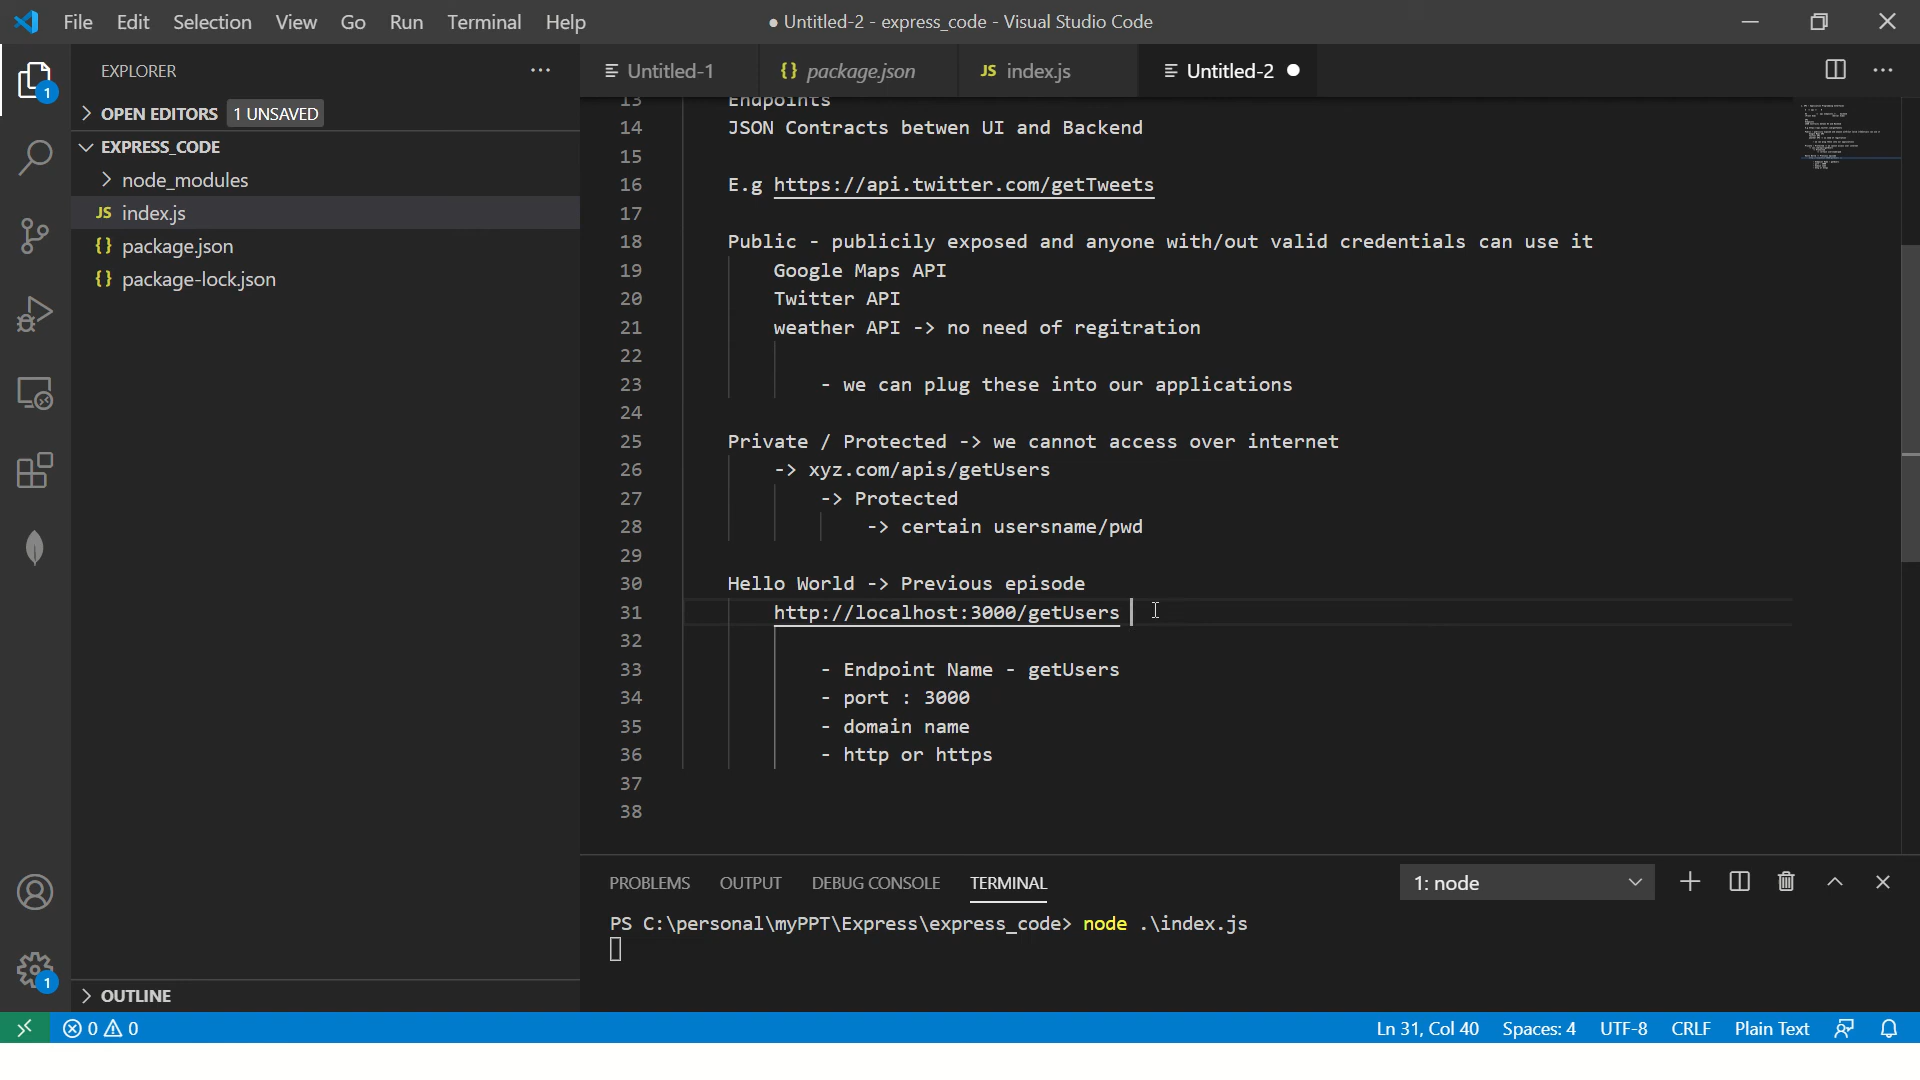 File Edit Selection View Go Run Terminal Help
● Untitled-2 - express_code - Visual Studio Code
EXPLORER
OPEN EDITORS 1 UNSAVED
EXPRESS_CODE
node_modules
JS index.js
{} package.json
{} package-lock.json
OUTLINE
1
1
Untitled-1
{} package.json
JS index.js
Untitled-2 ●
13 Endpoints
14 JSON Contracts betwen UI and Backend
15
16 E.g https://api.twitter.com/getTweets
17
18 Public - publicily exposed and anyone with/out valid credentials can use it
19 Google Maps API
20 Twitter API
21 weather API -> no need of regitration
22
23 - we can plug these into our applications
24
25 Private / Protected -> we cannot access over internet
26 -> xyz.com/apis/getUsers
27 -> Protected
28 -> certain usersname/pwd
29
30 Hello World -> Previous episode
31 http://localhost:3000/getUsers
32
33 - Endpoint Name - getUsers
34 - port : 3000
35 - domain name
36 - http or https
37
38
PROBLEMS OUTPUT DEBUG CONSOLE TERMINAL
1: node
PS C:\personal\myPPT\Express\express_code> node .\index.js
0 0
Ln 31, Col 40 Spaces: 4 UTF-8 CRLF Plain Text